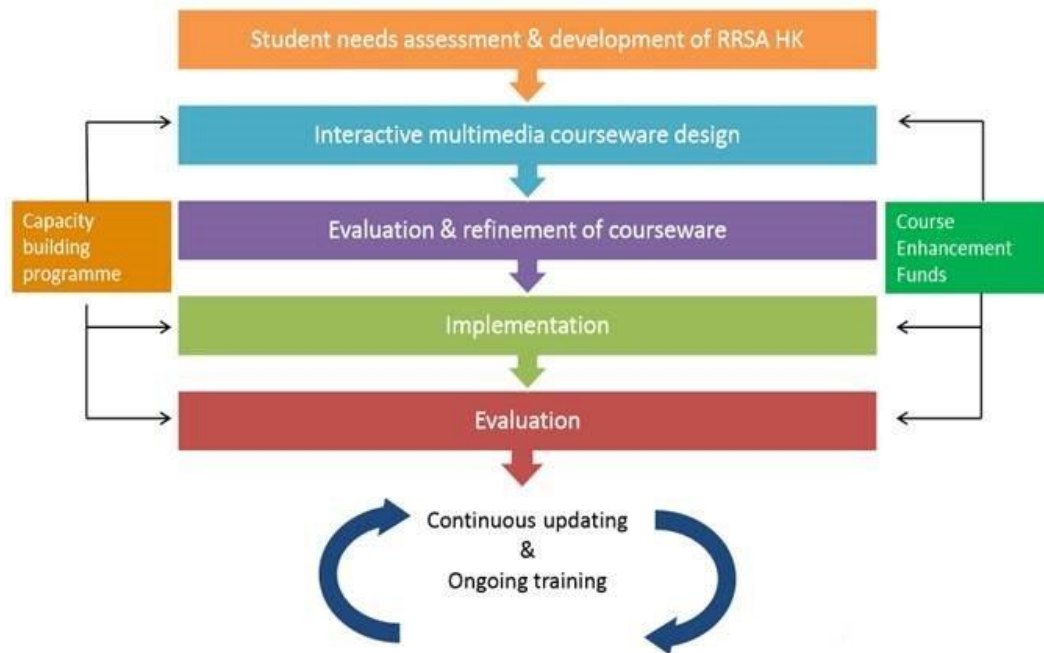 Student needs assessment & development of RRSA HK
Interactive multimedia courseware design
Capacity
building
programme
Evaluation & refinement of courseware
Course
Enhancement
Funds
Implementation
Evaluation
Continuous updating
&
Ongoing training